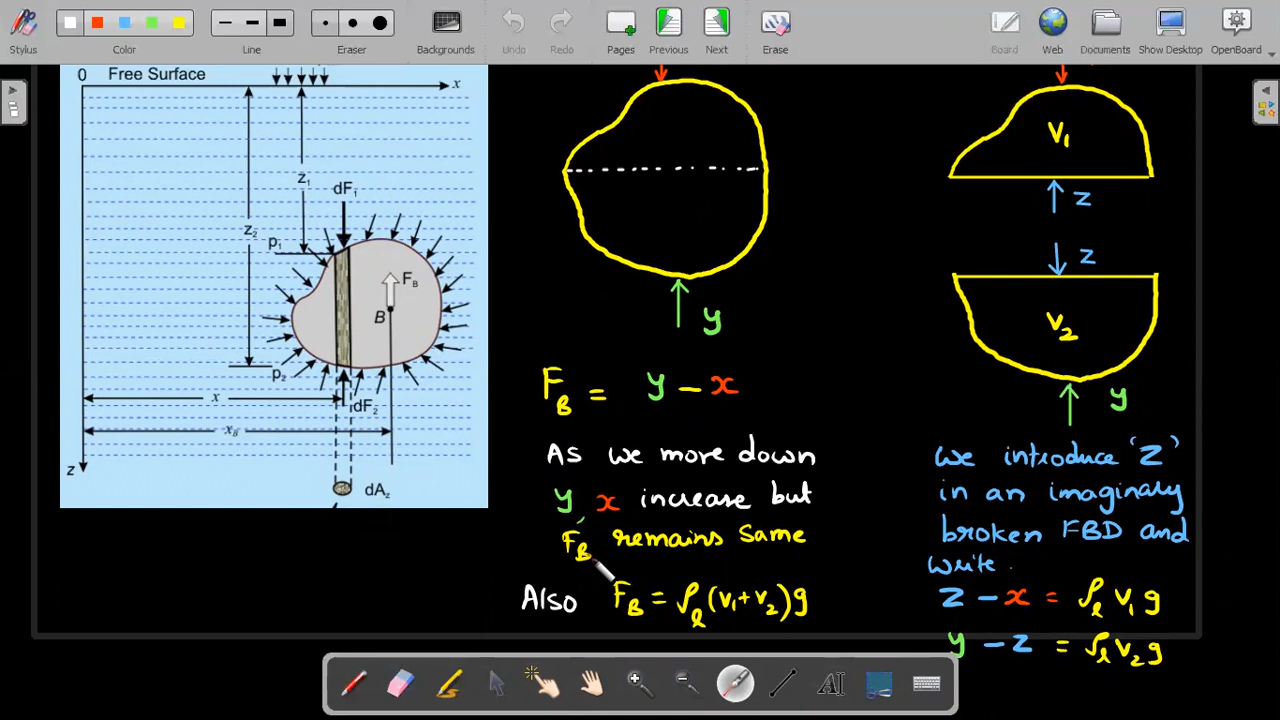 Stylus
Color
Line
Eraser
Backgrounds
Undo
Redo
Pages
Previous
Next
Erase
Board
Web
Documents
Show Desktop
OpenBoard
0 Free Surface
x
z1
z2
dF1
p1
FB
B
p2
x
dF2
xB
z
dAz
y
FB = y - x
As we more down
y, x increase but
FB remains same
Also FB = ρl (v1+v2)g
V1
z
z
V2
y
we introduce 'Z'
in an imaginary
broken FBD and
write.
z - x = ρl v1 g
y - z = ρl v2 g